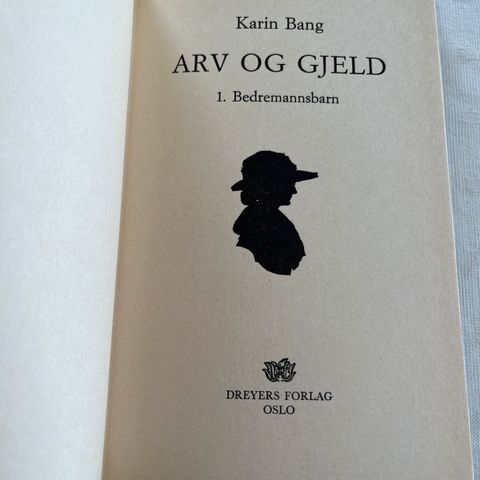 Karin Bang
ARV OG GJELD
1. Bedremannsbarn
DREYERS FORLAG
OSLO